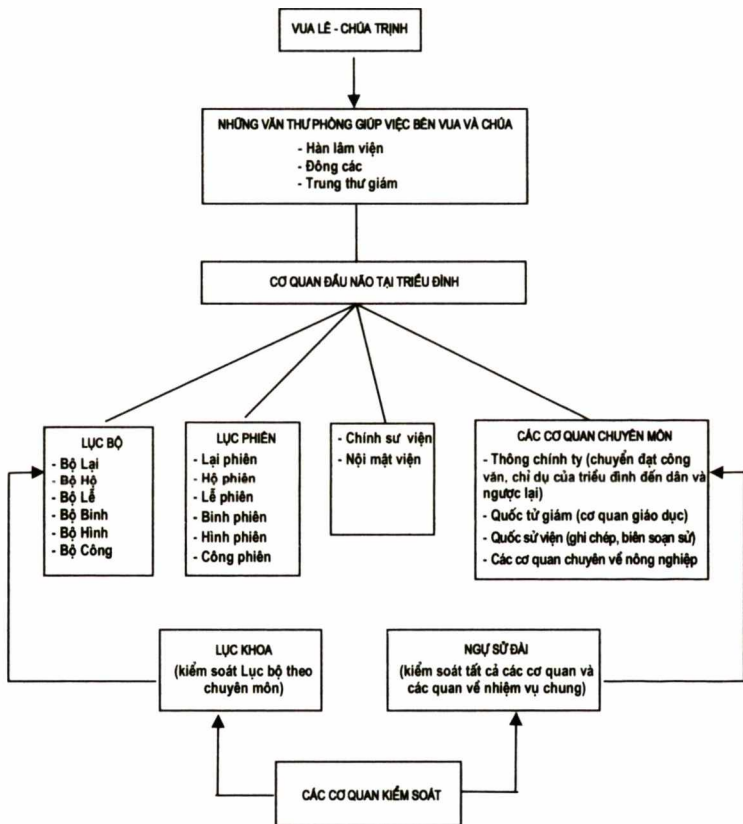 VUA LÊ - CHÚA TRỊNH
NHỮNG VĂN THƯ PHÒNG GIÚP VIỆC BÊN VUA VÀ CHÚA
- Hàn lâm viện
- Đông các
- Trung thư giám
CƠ QUAN ĐẦU NÃO TẠI TRIỀU ĐÌNH
LỤC BỘ
- Bộ Lại
- Bộ Hộ
- Bộ Lễ
- Bộ Binh
- Bộ Hình
- Bộ Công
LỤC PHIÊN
- Lại phiên
- Hộ phiên
- Lễ phiên
- Binh phiên
- Hình phiên
- Công phiên
- Chính sư viện
- Nội mật viện
CÁC CƠ QUAN CHUYÊN MÔN
- Thông chính ty (chuyển đạt công
văn, chỉ dụ của triều đình đến dân và
ngược lại)
- Quốc tử giám (cơ quan giáo dục)
- Quốc sử viện (ghi chép, biên soạn sử)
- Các cơ quan chuyên về nông nghiệp
LỤC KHOA
(kiểm soát Lục bộ theo
chuyên môn)
NGỰ SỬ ĐÀI
(kiểm soát tất cả các cơ quan và
các quan về nhiệm vụ chung)
CÁC CƠ QUAN KIỂM SOÁT